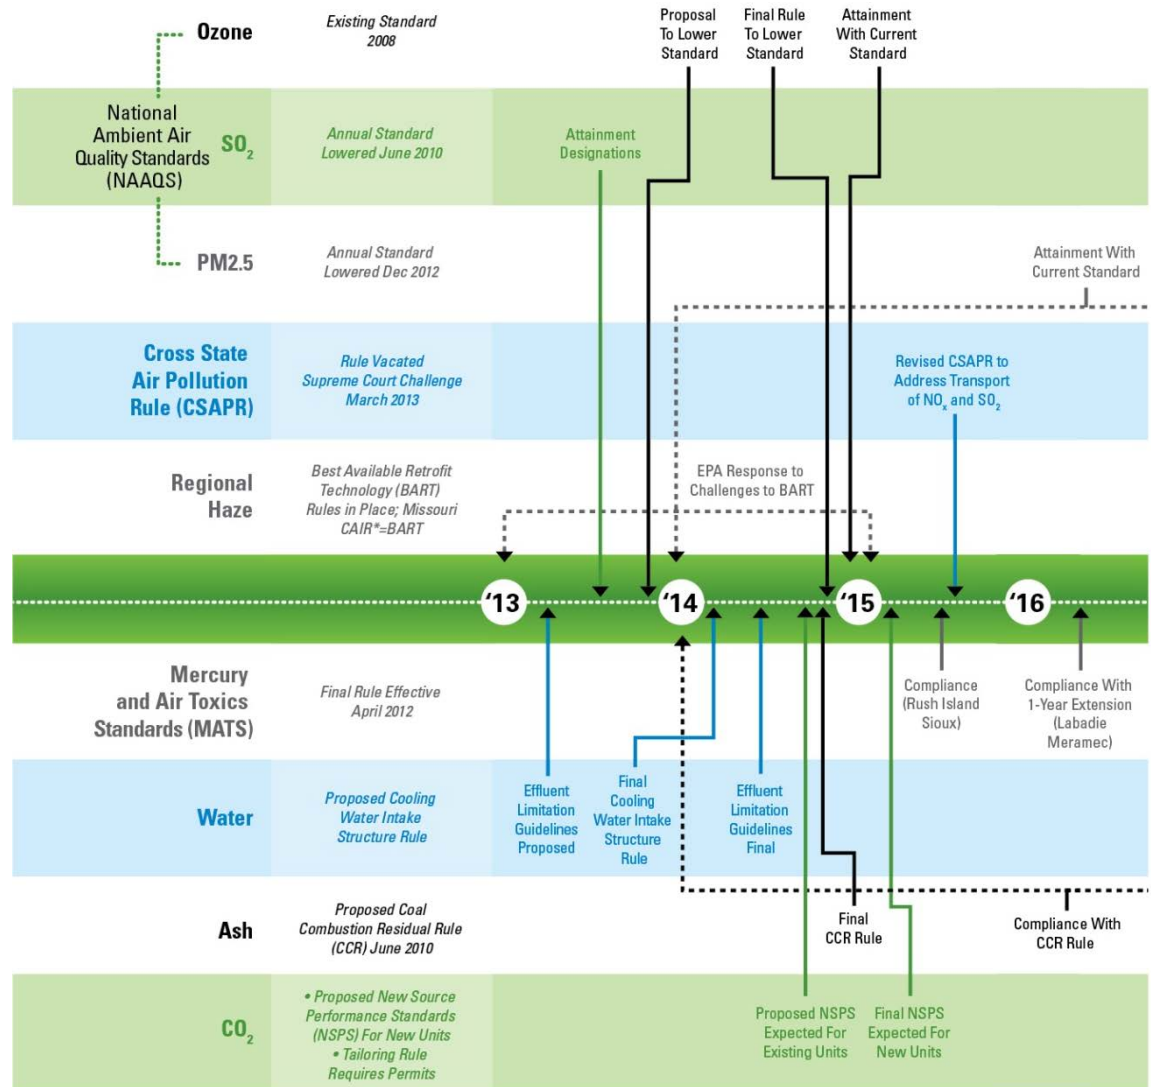 Ozone
Existing Standard
2008
Proposal
To Lower
Standard
Final Rule
To Lower
Standard
Attainment
With Current
Standard
National
Ambient Air
Quality Standards
(NAAQS)
SO₂
Annual Standard
Lowered June 2010
Attainment
Designations
PM2.5
Annual Standard
Lowered Dec 2012
Attainment With
Current Standard
Cross State
Air Pollution
Rule (CSAPR)
Rule Vacated
Supreme Court Challenge
March 2013
Revised CSAPR to
Address Transport
of NOₓ and SO₂
Regional
Haze
Best Available Retrofit
Technology (BART)
Rules in Place; Missouri
CAIR*=BART
EPA Response to
Challenges to BART
‘13
‘14
‘15
‘16
Mercury
and Air Toxics
Standards (MATS)
Final Rule Effective
April 2012
Compliance
(Rush Island
Sioux)
Compliance With
1-Year Extension
(Labadie
Meramec)
Water
Proposed Cooling
Water Intake
Structure Rule
Effluent
Limitation
Guidelines
Proposed
Final
Cooling
Water Intake
Structure
Rule
Effluent
Limitation
Guidelines
Final
Ash
Proposed Coal
Combustion Residual Rule
(CCR) June 2010
Final
CCR Rule
Compliance With
CCR Rule
CO₂
• Proposed New Source
Performance Standards
(NSPS) For New Units
• Tailoring Rule
Requires Permits
Proposed NSPS
Expected For
Existing Units
Final NSPS
Expected For
New Units